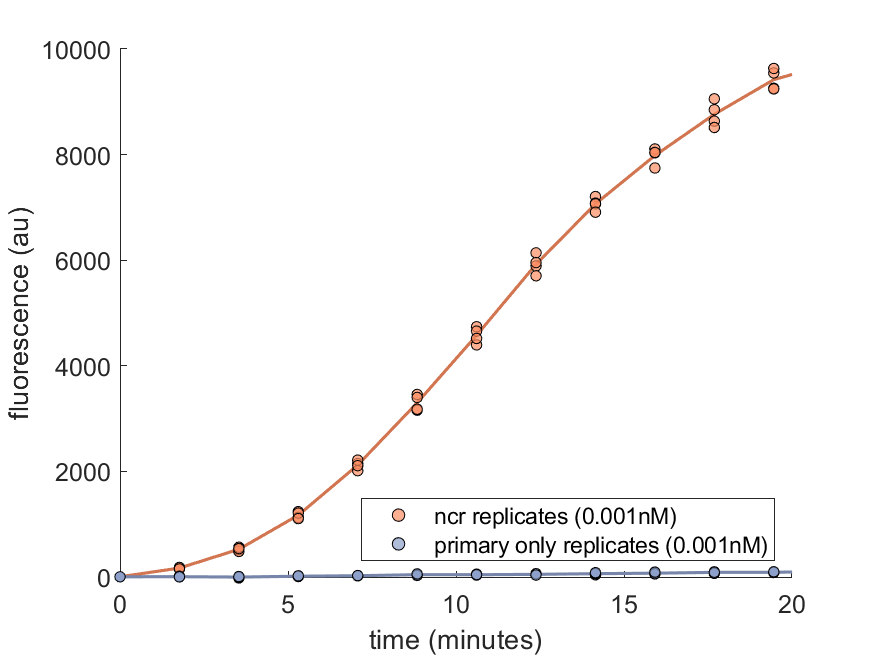 10000
8000
6000
4000
2000
0
fluorescence (au)
ncr replicates (0.001nM)
primary only replicates (0.001nM)
0 5 10 15 20
time (minutes)